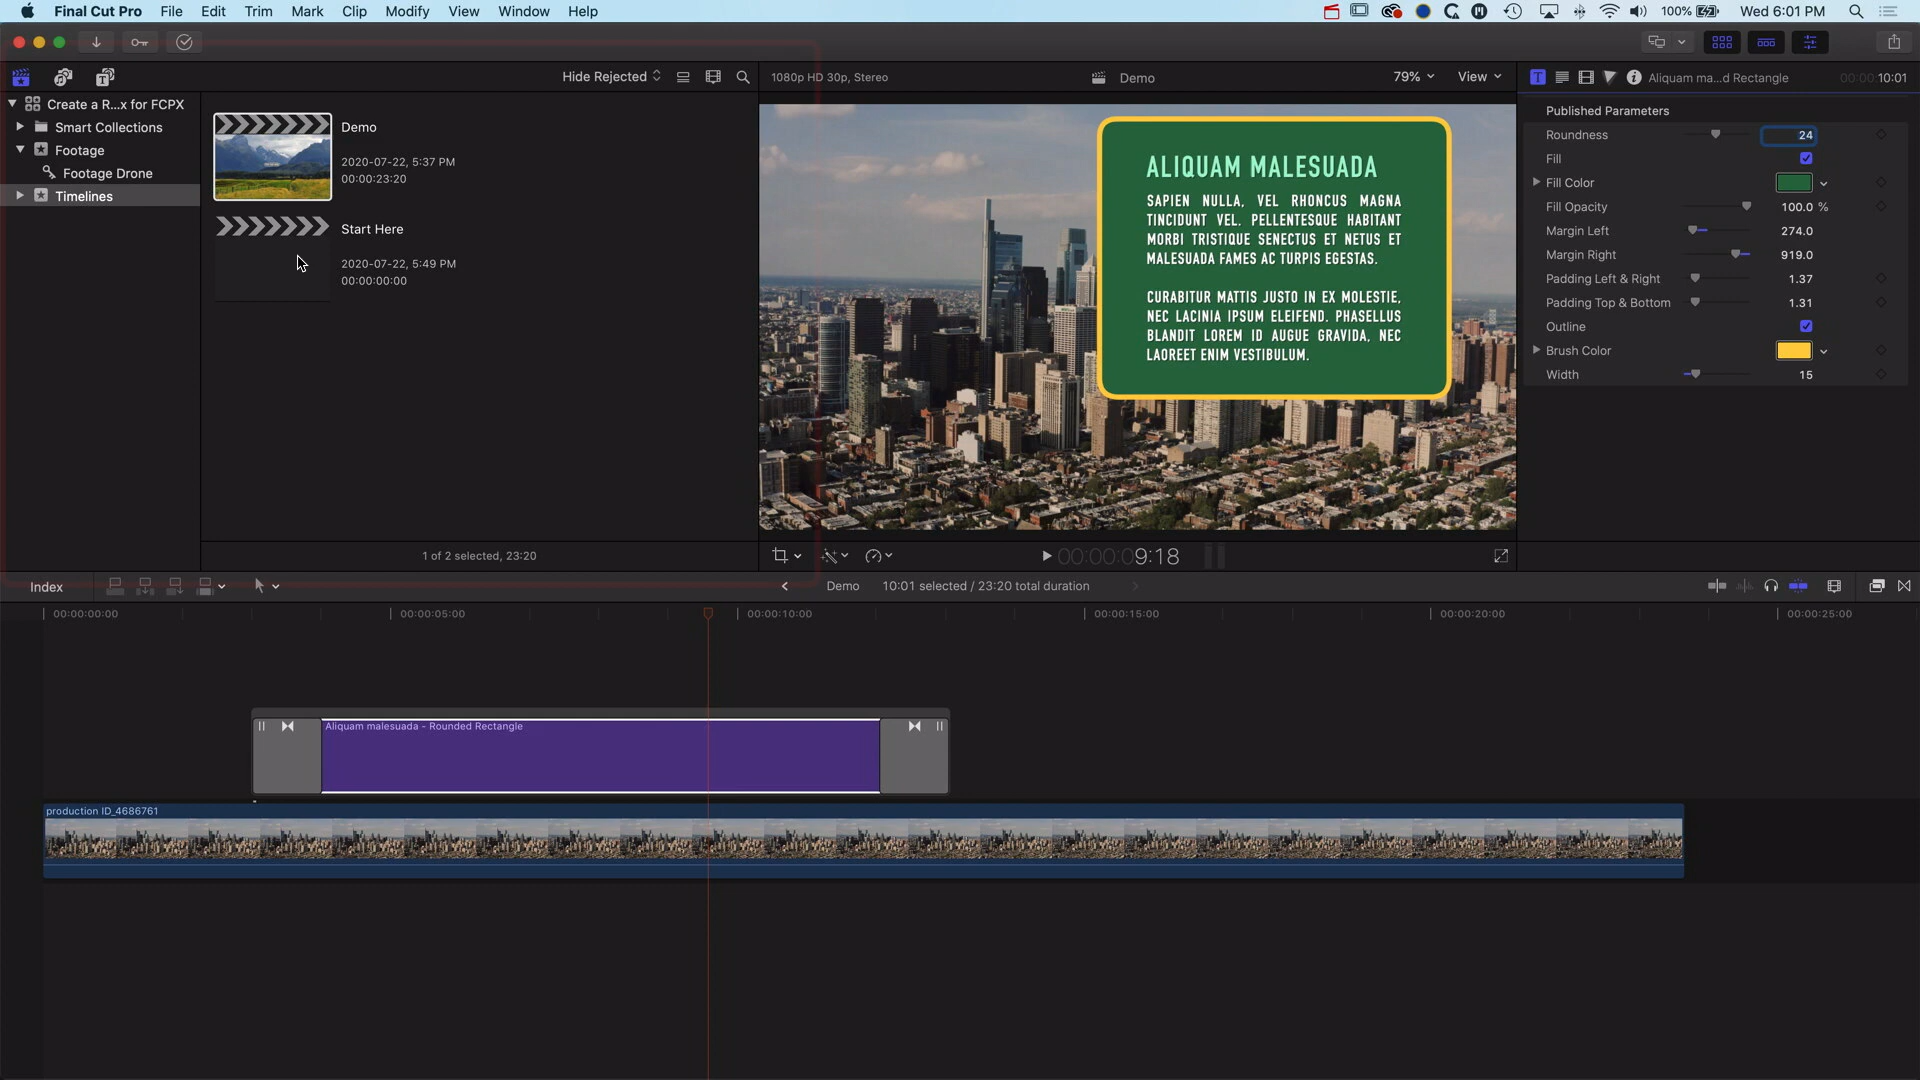 Final Cut Pro File Edit Trim Mark Clip Modify View Window Help
100% Wed 6:01 PM
Hide Rejected
1080p HD 30p, Stereo
Demo
79%
View
Aliquam ma...d Rectangle
00:00:10:01
Create a R...x for FCPX
Smart Collections
Footage
Footage Drone
Timelines
Demo
2020-07-22, 5:37 PM
00:00:23:20
Start Here
2020-07-22, 5:49 PM
00:00:00:00
1 of 2 selected, 23:20
ALIQUAM MALESUADA
SAPIEN NULLA, VEL RHONCUS MAGNA
TINCIDUNT VEL. PELLENTESQUE HABITANT
MORBI TRISTIQUE SENECTUS ET NETUS ET
MALESUADA FAMES AC TURPIS EGESTAS.
CURABITUR MATTIS JUSTO IN EX MOLESTIE,
NEC LACINIA IPSUM ELEIFEND. PHASELLUS
BLANDIT LOREM ID AUGUE GRAVIDA, NEC
LAOREET ENIM VESTIBULUM.
00:00:09:18
Published Parameters
Roundness 24
Fill
Fill Color
Fill Opacity 100.0 %
Margin Left 274.0
Margin Right 919.0
Padding Left & Right 1.37
Padding Top & Bottom 1.31
Outline
Brush Color
Width 15
Index
Demo
10:01 selected / 23:20 total duration
00:00:00:00 00:00:05:00 00:00:10:00 00:00:15:00 00:00:20:00 00:00:25:00
Aliquam malesuada - Rounded Rectangle
production ID_4686761